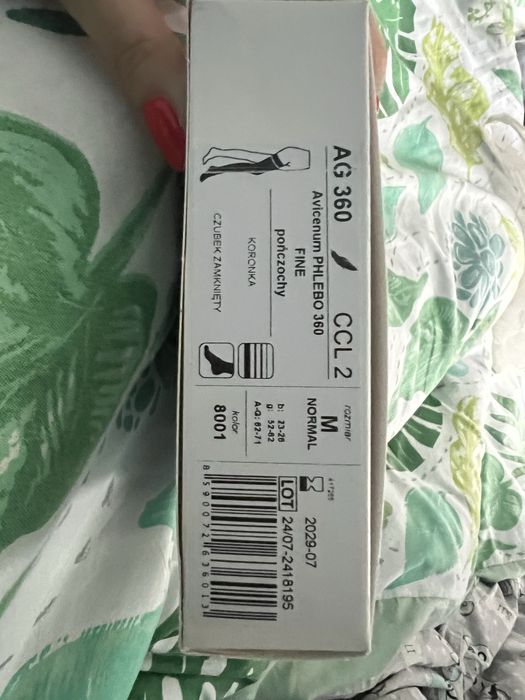 AG 360 CCL 2
Avicenum PHLEBO 360
FINE
pończochy
KORONKA
CZUBEK ZAMKNIĘTY
rozmiar
M
NORMAL
b: 23-26
g: 52-62
A-G: 62-71
kolor
8001
2029-07
LOT 24/07-2418195
8590072636013